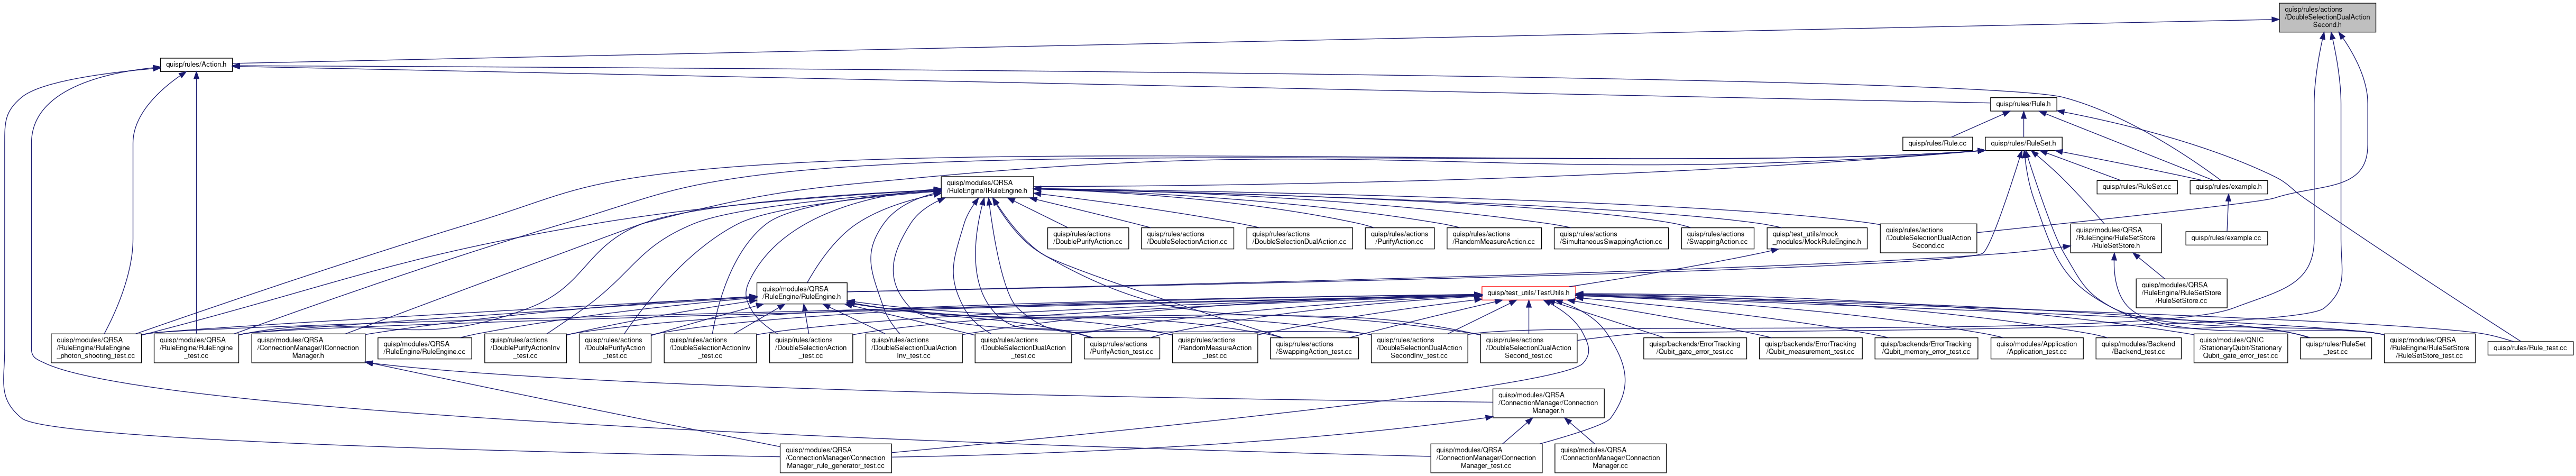 quisp/rules/actions
/DoubleSelectionDualAction
Second.h
quisp/rules/Action.h
quisp/rules/Rule.h
quisp/rules/Rule.cc
quisp/rules/RuleSet.h
quisp/modules/QRSA
/RuleEngine/IRuleEngine.h
quisp/rules/RuleSet.cc
quisp/rules/example.h
quisp/rules/actions
/DoublePurifyAction.cc
quisp/rules/actions
/DoubleSelectionAction.cc
quisp/rules/actions
/DoubleSelectionDualAction.cc
quisp/rules/actions
/PurifyAction.cc
quisp/rules/actions
/RandomMeasureAction.cc
quisp/rules/actions
/SimultaneousSwappingAction.cc
quisp/rules/actions
/SwappingAction.cc
quisp/test_utils/mock
_modules/MockRuleEngine.h
quisp/rules/actions
/DoubleSelectionDualAction
Second.cc
quisp/modules/QRSA
/RuleEngine/RuleSetStore
/RuleSetStore.h
quisp/rules/example.cc
quisp/modules/QRSA
/RuleEngine/RuleEngine.h
quisp/test_utils/TestUtils.h
quisp/modules/QRSA
/RuleEngine/RuleSetStore
/RuleSetStore.cc
quisp/modules/QRSA
/RuleEngine/RuleEngine
_photon_shooting_test.cc
quisp/modules/QRSA
/RuleEngine/RuleEngine
_test.cc
quisp/modules/QRSA
/ConnectionManager/IConnection
Manager.h
quisp/modules/QRSA
/RuleEngine/RuleEngine.cc
quisp/rules/actions
/DoublePurifyActionInv
_test.cc
quisp/rules/actions
/DoublePurifyAction
_test.cc
quisp/rules/actions
/DoubleSelectionActionInv
_test.cc
quisp/rules/actions
/DoubleSelectionAction
_test.cc
quisp/rules/actions
/DoubleSelectionDualAction
Inv_test.cc
quisp/rules/actions
/DoubleSelectionDualAction
_test.cc
quisp/rules/actions
/PurifyAction_test.cc
quisp/rules/actions
/RandomMeasureAction
_test.cc
quisp/rules/actions
/SwappingAction_test.cc
quisp/rules/actions
/DoubleSelectionDualAction
SecondInv_test.cc
quisp/rules/actions
/DoubleSelectionDualAction
Second_test.cc
quisp/backends/ErrorTracking
/Qubit_gate_error_test.cc
quisp/backends/ErrorTracking
/Qubit_measurement_test.cc
quisp/backends/ErrorTracking
/Qubit_memory_error_test.cc
quisp/modules/Application
/Application_test.cc
quisp/modules/Backend
/Backend_test.cc
quisp/modules/QNIC
/StationaryQubit/Stationary
Qubit_gate_error_test.cc
quisp/rules/RuleSet
_test.cc
quisp/modules/QRSA
/RuleEngine/RuleSetStore
/RuleSetStore_test.cc
quisp/rules/Rule_test.cc
quisp/modules/QRSA
/ConnectionManager/Connection
Manager.h
quisp/modules/QRSA
/ConnectionManager/Connection
Manager_rule_generator_test.cc
quisp/modules/QRSA
/ConnectionManager/Connection
Manager_test.cc
quisp/modules/QRSA
/ConnectionManager/Connection
Manager.cc